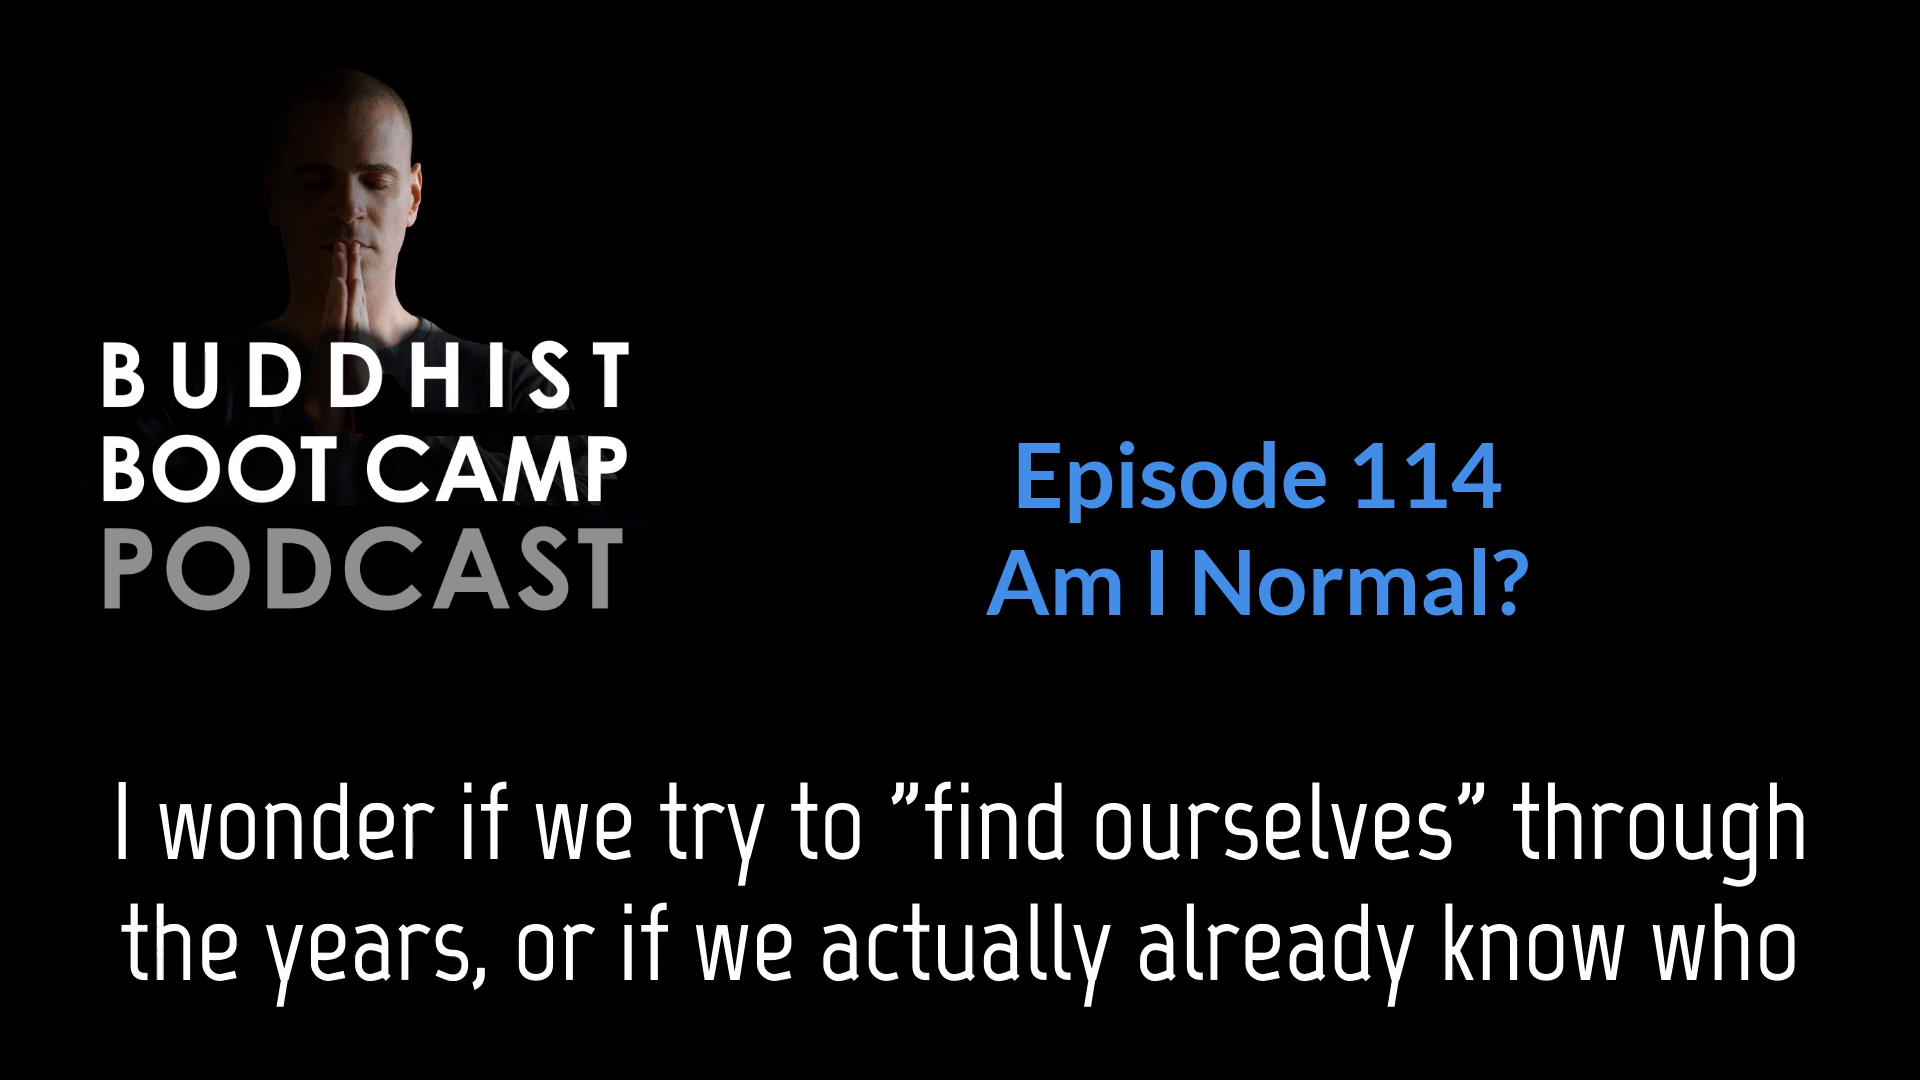 BUDDHIST
BOOT CAMP
PODCAST
Episode 114
Am I Normal?
I wonder if we try to "find ourselves" through
the years, or if we actually already know who